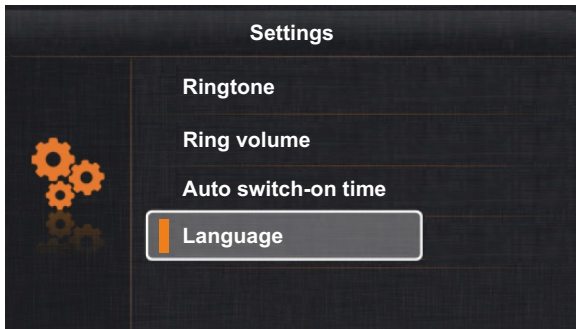 Settings
Ringtone
Ring volume
Auto switch-on time
Language